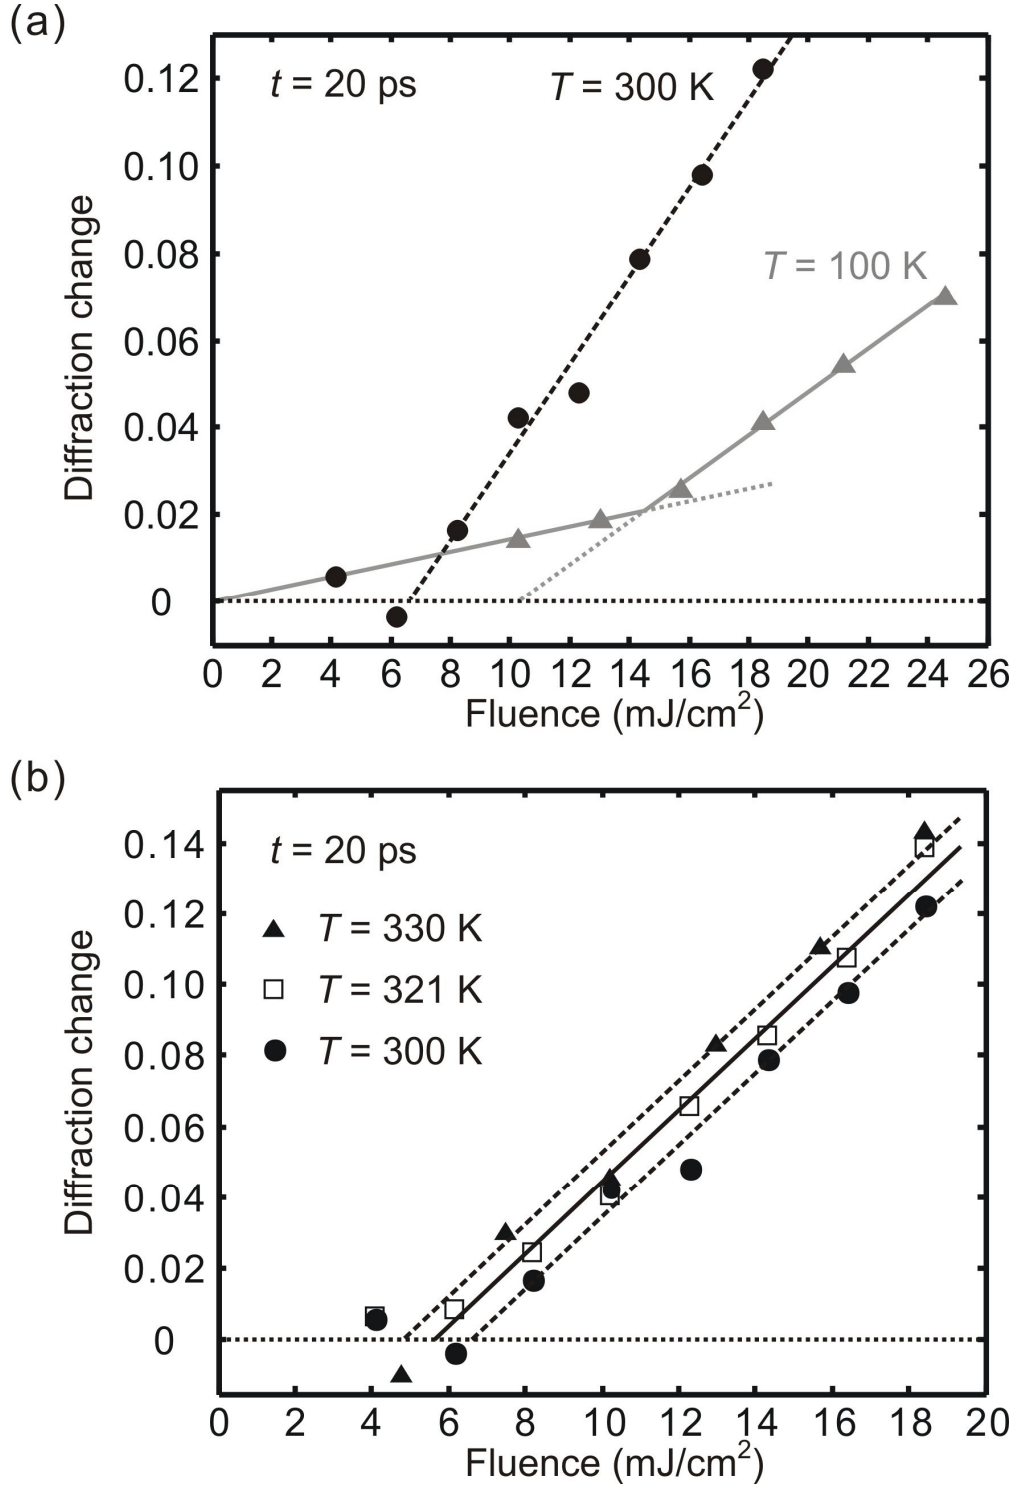 (a)
t = 20 ps
T = 300 K
T = 100 K
Diffraction change
0.12
0.10
0.08
0.06
0.04
0.02
0
0 2 4 6 8 10 12 14 16 18 20 22 24 26
Fluence (mJ/cm²)
(b)
t = 20 ps
T = 330 K
T = 321 K
T = 300 K
Diffraction change
0.14
0.12
0.10
0.08
0.06
0.04
0.02
0
0 2 4 6 8 10 12 14 16 18 20
Fluence (mJ/cm²)